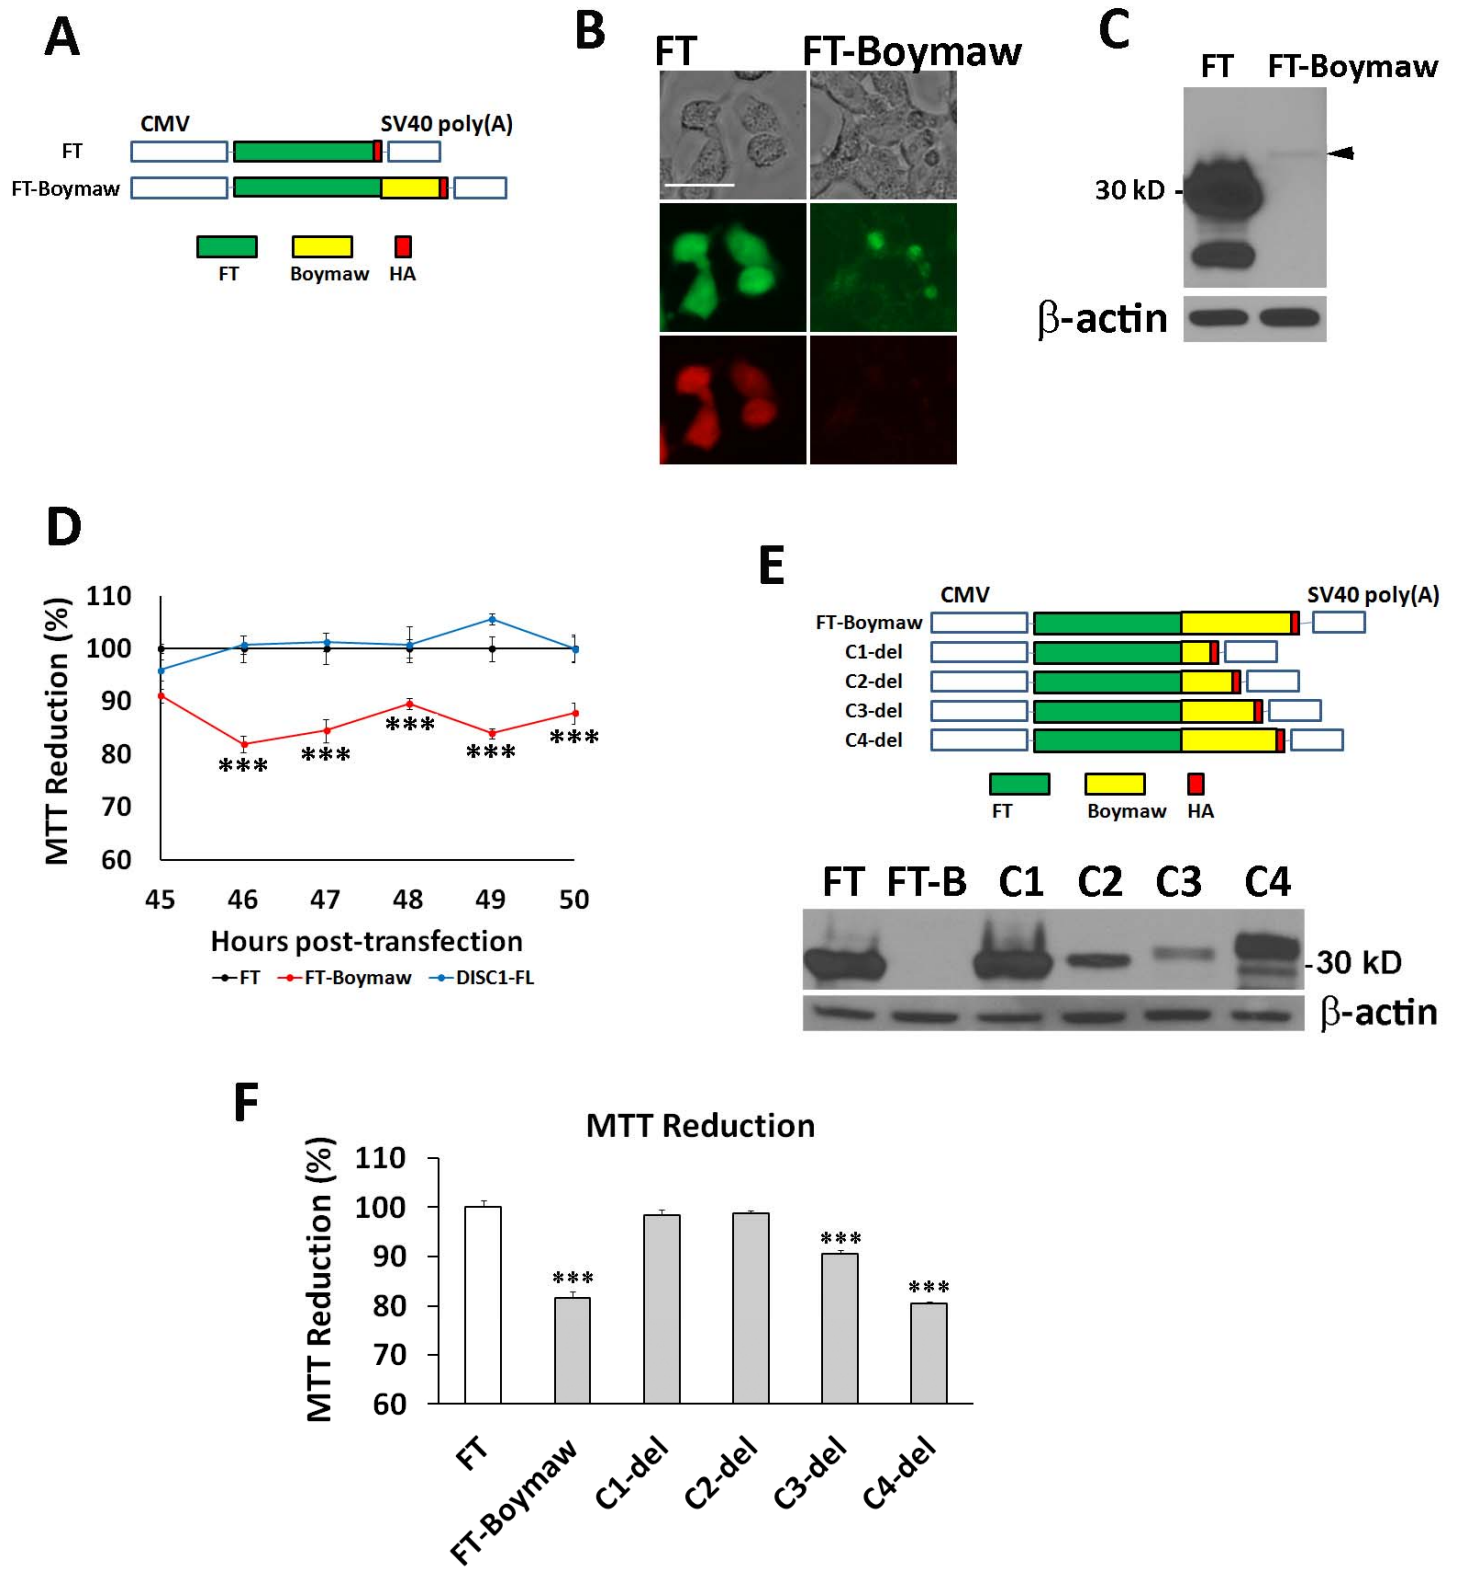 A
CMV SV40 poly(A)
FT
FT-Boymaw
FT Boymaw HA
B
FT FT-Boymaw
C
FT FT-Boymaw
30 kD -
β-actin
D
MTT Reduction (%)
110
100
90
80
70
60
*** *** *** *** ***
45 46 47 48 49 50
Hours post-transfection
FT FT-Boymaw DISC1-FL
E
CMV SV40 poly(A)
FT-Boymaw
C1-del
C2-del
C3-del
C4-del
FT Boymaw HA
FT FT-B C1 C2 C3 C4
-30 kD
β-actin
F
MTT Reduction
MTT Reduction (%)
110
100
90
80
70
60
*** *** ***
FT FT-Boymaw C1-del C2-del C3-del C4-del